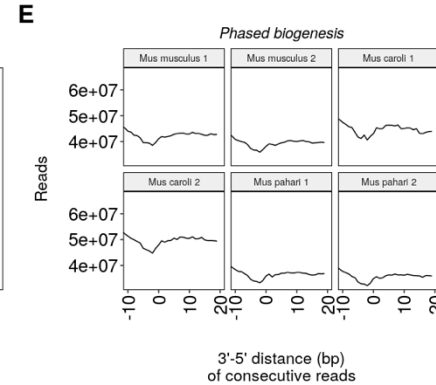 E
Phased biogenesis
Mus musculus 1
Mus musculus 2
Mus caroli 1
6e+07
5e+07
4e+07
Reads
Mus caroli 2
Mus pahari 1
Mus pahari 2
6e+07
5e+07
4e+07
-10 0 10 20 -10 0 10 20 -10 0 10 20
3'-5' distance (bp)
of consecutive reads